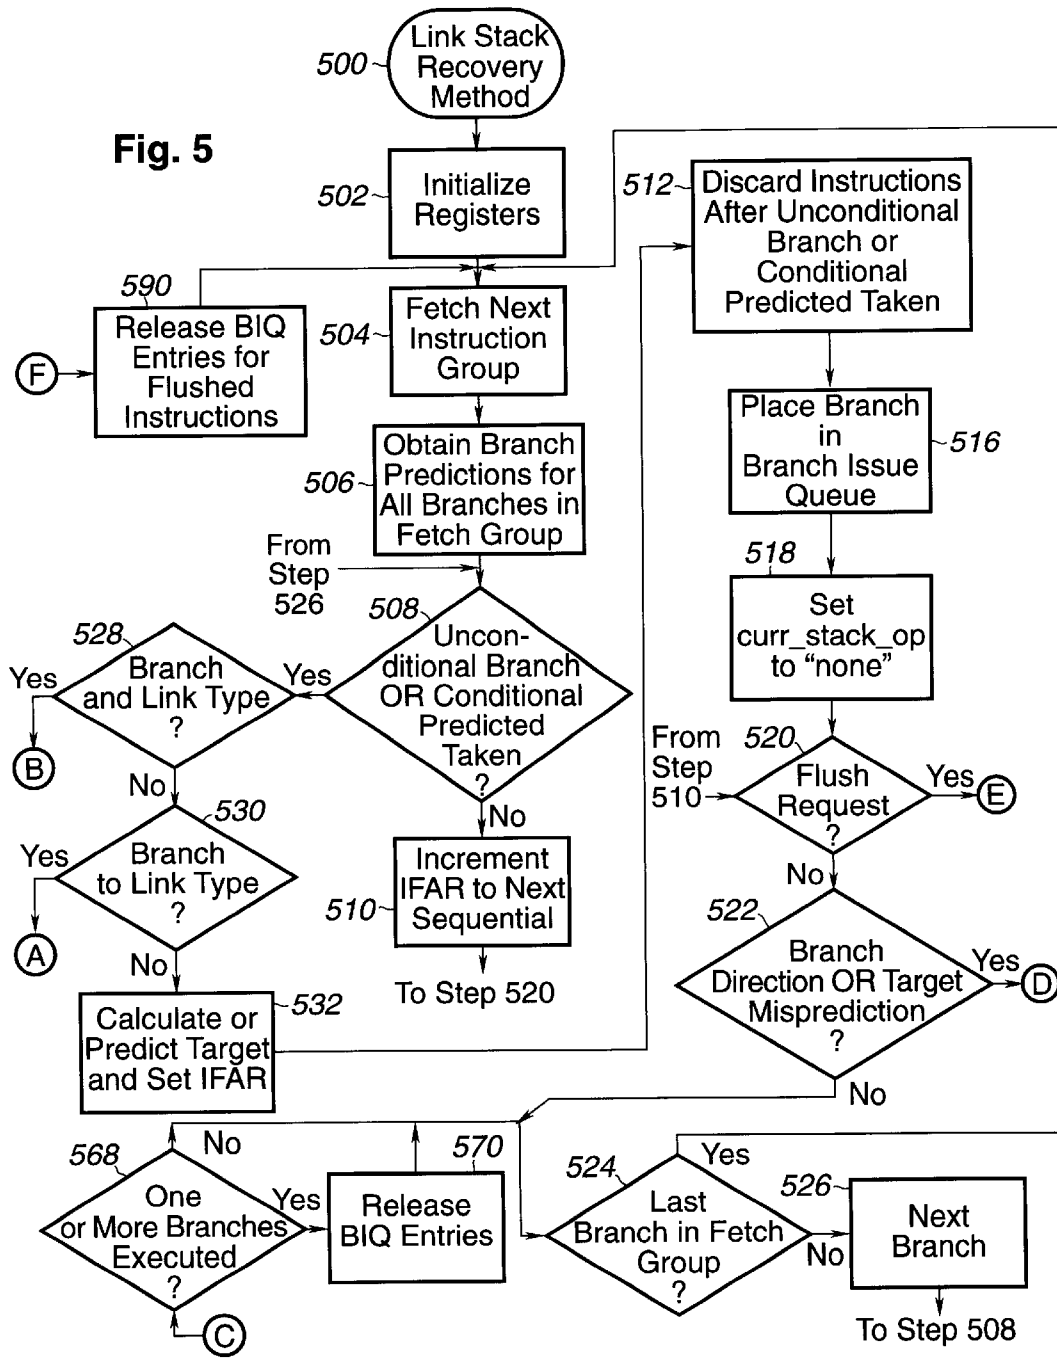 Fig. 5
500
Link Stack
Recovery
Method
502
Initialize
Registers
590
Release BIQ
Entries for
Flushed
Instructions
F
504
Fetch Next
Instruction
Group
506
Obtain Branch
Predictions for
All Branches in
Fetch Group
From
Step
526
508
Uncon-
ditional Branch
OR Conditional
Predicted
Taken
?
Yes
No
528
Branch
and Link Type
?
Yes
B
No
530
Branch
to Link Type
?
Yes
A
No
510
Increment
IFAR to Next
Sequential
To Step 520
532
Calculate or
Predict Target
and Set IFAR
512
Discard Instructions
After Unconditional
Branch or
Conditional
Predicted Taken
Place Branch
in
Branch Issue
Queue
516
518
Set
curr_stack_op
to “none”
From
Step
510
520
Flush
Request
?
Yes
E
No
522
Branch
Direction OR Target
Misprediction
?
Yes
D
No
568
One
or More Branches
Executed
?
No
Yes
C
570
Release
BIQ Entries
524
Last
Branch in Fetch
Group
?
Yes
No
526
Next
Branch
To Step 508